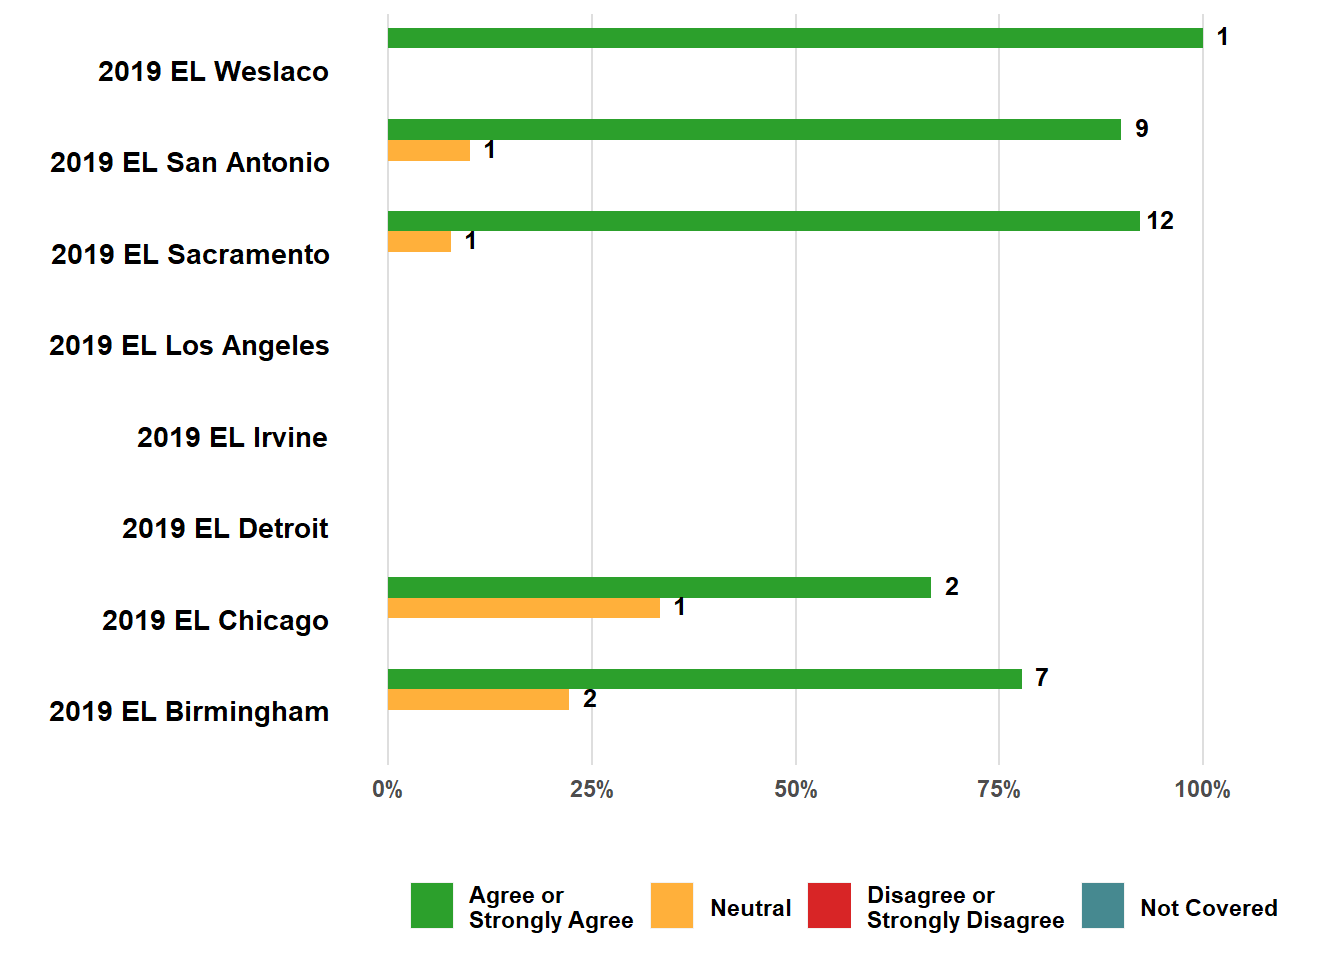 1
2019 EL Weslaco
9
1
2019 EL San Antonio
12
1
2019 EL Sacramento
2019 EL Los Angeles
2019 EL Irvine
2019 EL Detroit
2
1
2019 EL Chicago
7
2
2019 EL Birmingham
0% 25% 50% 75% 100%
Agree or
Strongly Agree
Neutral
Disagree or
Strongly Disagree
Not Covered